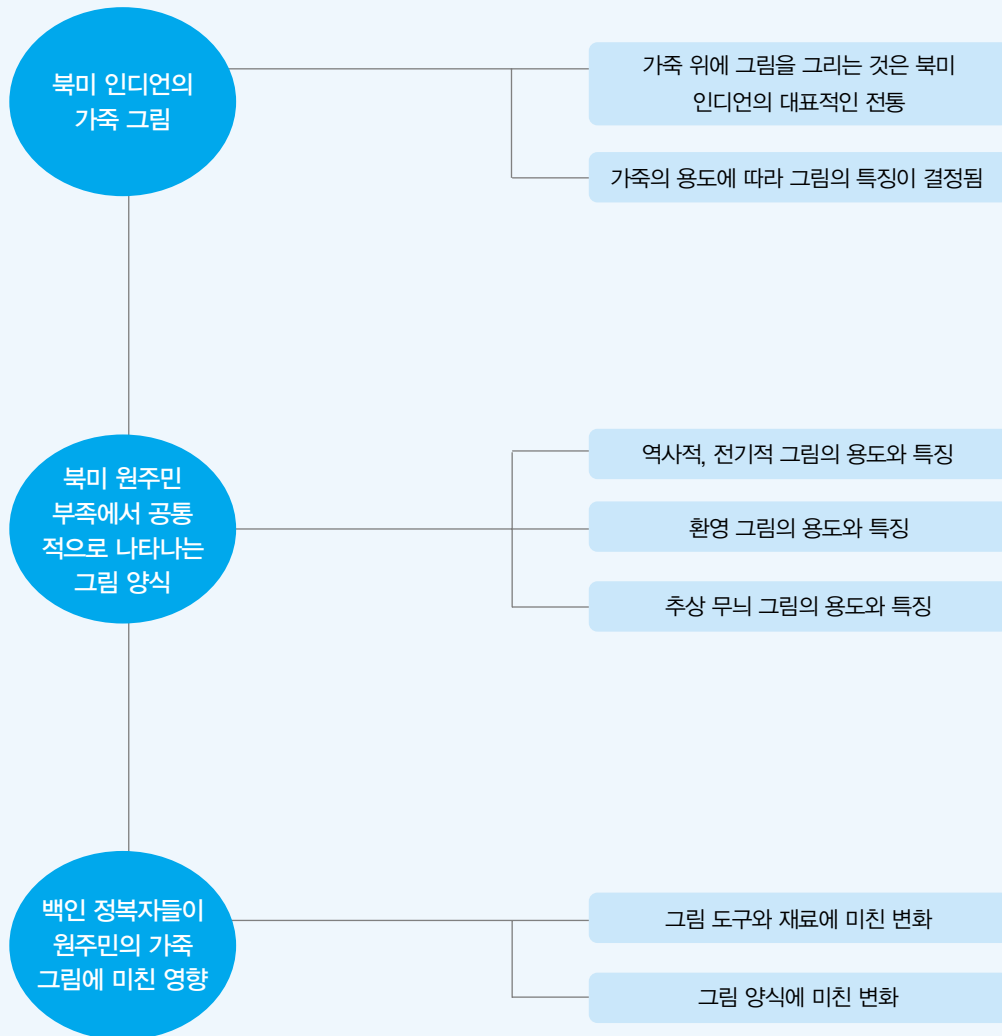 북미 인디언의
가죽 그림
가죽 위에 그림을 그리는 것은 북미
인디언의 대표적인 전통
가죽의 용도에 따라 그림의 특징이 결정됨
북미 원주민
부족에서 공통
적으로 나타나는
그림 양식
역사적, 전기적 그림의 용도와 특징
환영 그림의 용도와 특징
추상 무늬 그림의 용도와 특징
백인 정복자들이
원주민의 가죽
그림에 미친 영향
그림 도구와 재료에 미친 변화
그림 양식에 미친 변화